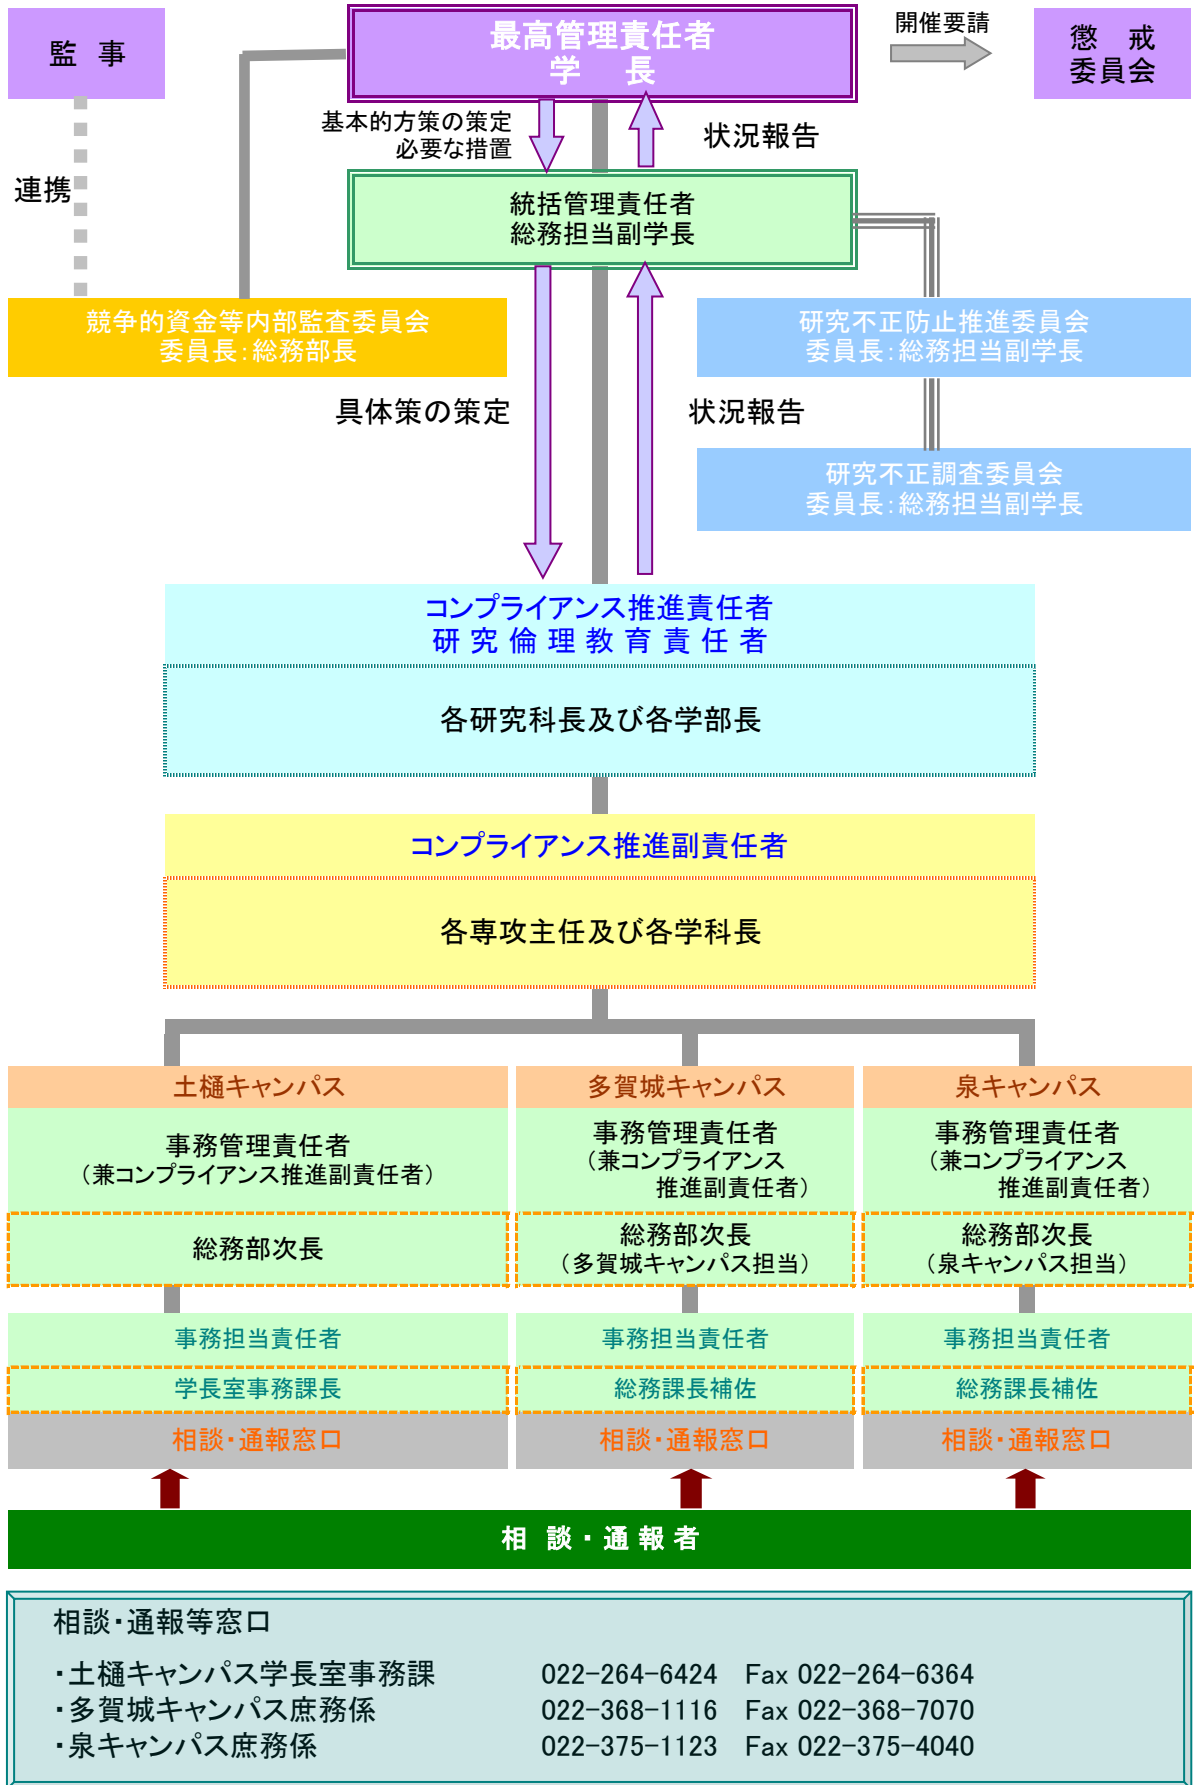 監　事
最高管理責任者
学　　長
開催要請
懲　戒
委員会
基本的方策の策定
必要な措置
状況報告
連携
統括管理責任者
総務担当副学長
競争的資金等内部監査委員会
委員長：総務部長
研究不正防止推進委員会
委員長：総務担当副学長
具体策の策定
状況報告
研究不正調査委員会
委員長：総務担当副学長
コンプライアンス推進責任者
研 究 倫 理 教 育 責 任 者
各研究科長及び各学部長
コンプライアンス推進副責任者
各専攻主任及び各学科長
土樋キャンパス
事務管理責任者
（兼コンプライアンス推進副責任者）
総務部次長
事務担当責任者
学長室事務課長
相談・通報窓口
多賀城キャンパス
事務管理責任者
（兼コンプライアンス
推進副責任者）
総務部次長
（多賀城キャンパス担当）
事務担当責任者
総務課長補佐
相談・通報窓口
泉キャンパス
事務管理責任者
（兼コンプライアンス
推進副責任者）
総務部次長
（泉キャンパス担当）
事務担当責任者
総務課長補佐
相談・通報窓口
相 談・通 報 者
相談・通報等窓口
・土樋キャンパス学長室事務課　022-264-6424　Fax 022-264-6364
・多賀城キャンパス庶務係　022-368-1116　Fax 022-368-7070
・泉キャンパス庶務係　022-375-1123　Fax 022-375-4040